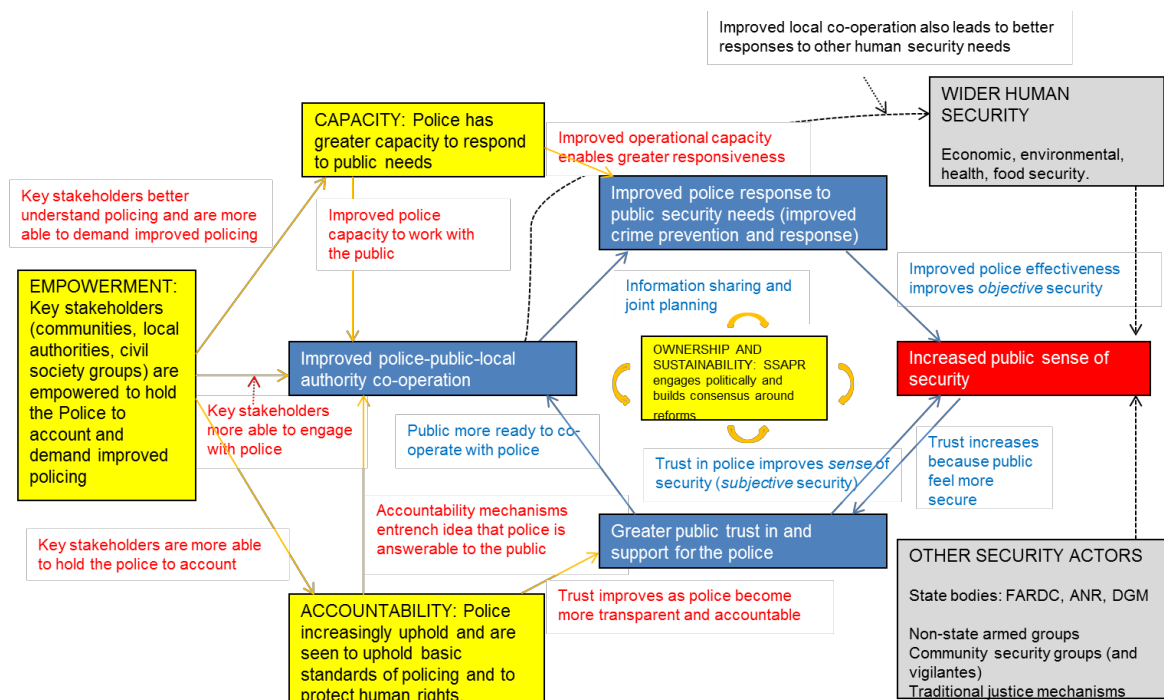 Improved local co-operation also leads to better
responses to other human security needs
WIDER HUMAN
SECURITY
Economic, environmental,
health, food security.
CAPACITY: Police has
greater capacity to respond
to public needs
Improved operational capacity
enables greater responsiveness
Key stakeholders better
understand policing and are more
able to demand improved policing
Improved police
capacity to work with
the public
Improved police response to
public security needs (improved
crime prevention and response)
Improved police effectiveness
improves objective security
EMPOWERMENT:
Key stakeholders
(communities, local
authorities, civil
society groups) are
empowered to hold
the Police to
account and
demand improved
policing
Information sharing and
joint planning
Improved police-public-local
authority co-operation
OWNERSHIP AND
SUSTAINABILITY: SSAPR
engages politically and
builds consensus around
reforms
Increased public sense of
security
Key stakeholders
more able to engage
with police
Public more ready to co-
operate with police
Trust in police improves sense of
security (subjective security)
Trust increases
because public
feel more
secure
Accountability mechanisms
entrench idea that police is
answerable to the public
Greater public trust in and
support for the police
Key stakeholders are more able
to hold the police to account
Trust improves as police become
more transparent and accountable
ACCOUNTABILITY: Police
increasingly uphold and are
seen to uphold basic
standards of policing and to
protect human rights
OTHER SECURITY ACTORS
State bodies: FARDC, ANR, DGM
Non-state armed groups
Community security groups (and
vigilantes)
Traditional justice mechanisms